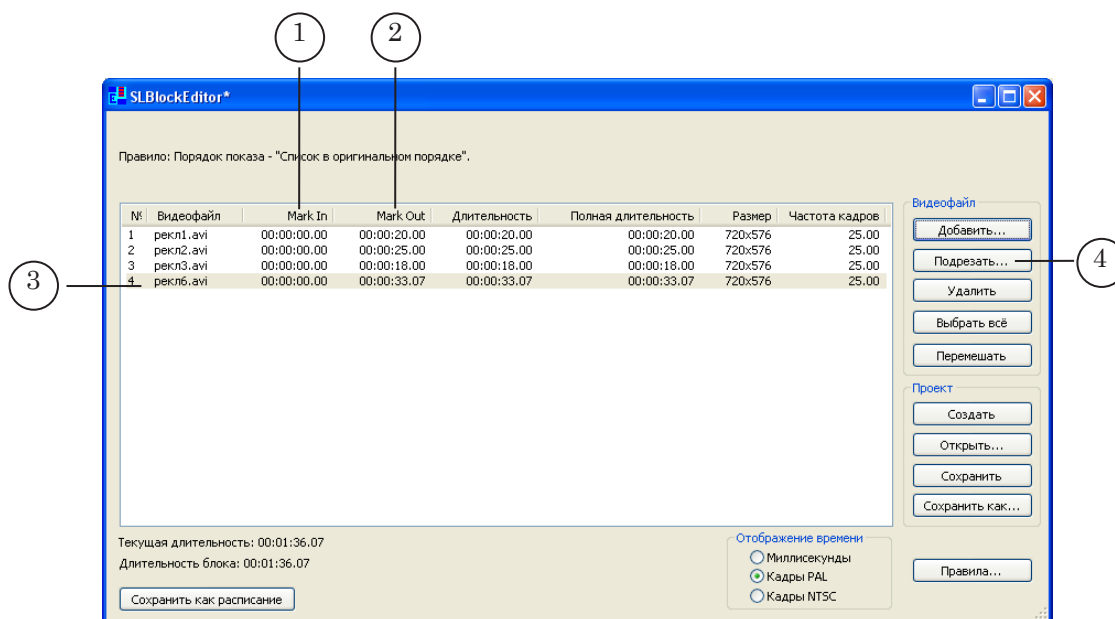 1 2
SLBlockEditor*
Правило: Порядок показа - "Список в оригинальном порядке".
№ Видеофайл Mark In Mark Out Длительность Полная длительность Размер Частота кадров
1 рекл1.avi 00:00:00.00 00:00:20.00 00:00:20.00 00:00:20.00 720x576 25.00
2 рекл2.avi 00:00:00.00 00:00:25.00 00:00:25.00 00:00:25.00 720x576 25.00
3 рекл3.avi 00:00:00.00 00:00:18.00 00:00:18.00 00:00:18.00 720x576 25.00
4 рекл6.avi 00:00:00.00 00:00:33.07 00:00:33.07 00:00:33.07 720x576 25.00
3
Видеофайл
Добавить...
Подрезать...
4
Удалить
Выбрать всё
Перемешать
Проект
Создать
Открыть...
Сохранить
Сохранить как...
Текущая длительность: 00:01:36.07
Длительность блока: 00:01:36.07
Сохранить как расписание
Отображение времени
Миллисекунды
Кадры PAL
Кадры NTSC
Правила...